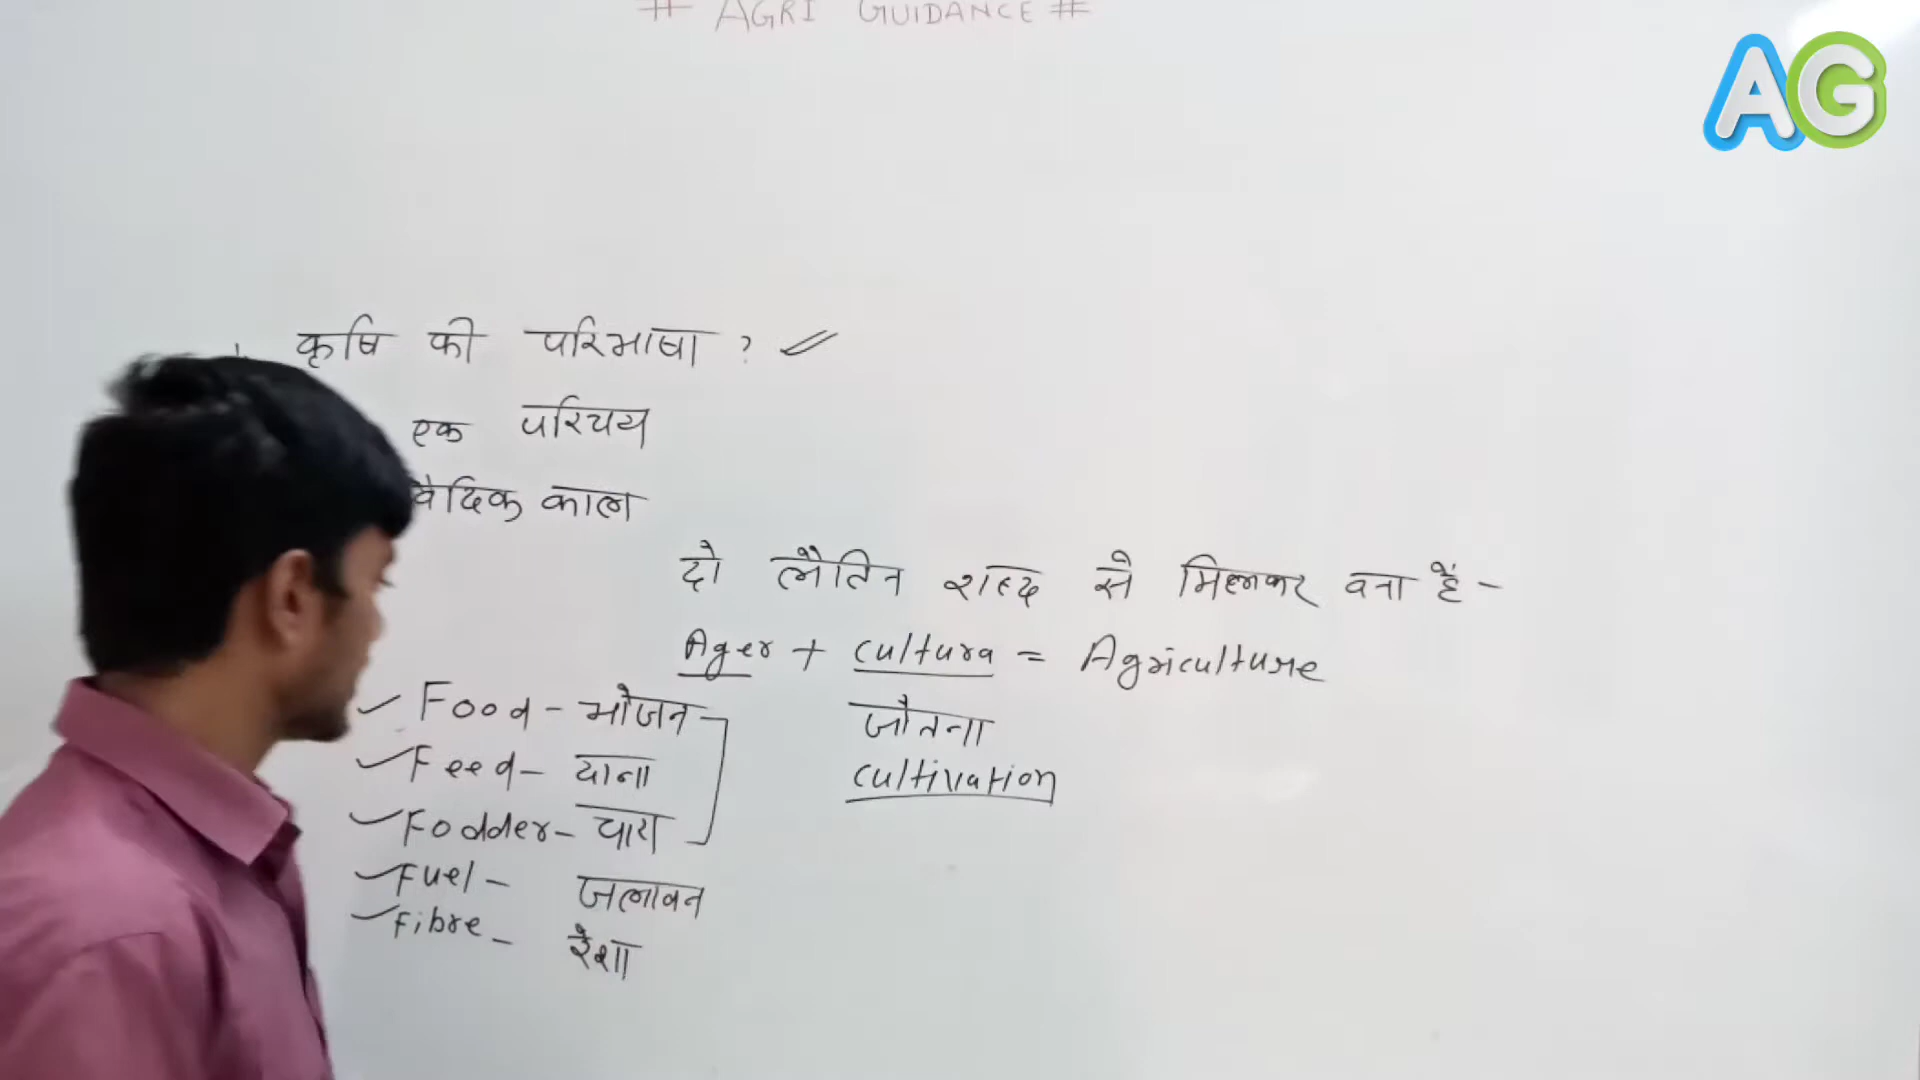 # AGRI GUIDANCE #
AG
कृषि की परिभाषा ?
एक परिचय
वैदिक काल
दो लैटिन शब्द से मिलकर बना है -
Ager + cultura = Agriculture
Food - भोजन
जोतना
Feed - दाना
cultivation
Fodder - चारा
Fuel - जलावन
Fibre - रेशा